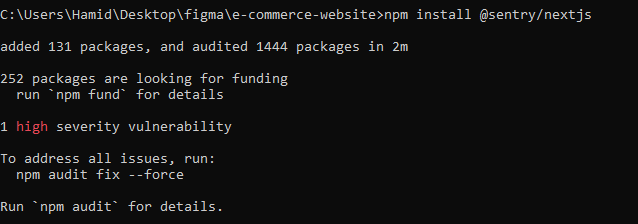 C:\Users\Hamid\Desktop\figma\e-commerce-website>npm install @sentry/nextjs
added 131 packages, and audited 1444 packages in 2m
252 packages are looking for funding
  run `npm fund` for details
1 high severity vulnerability
To address all issues, run:
  npm audit fix --force
Run `npm audit` for details.